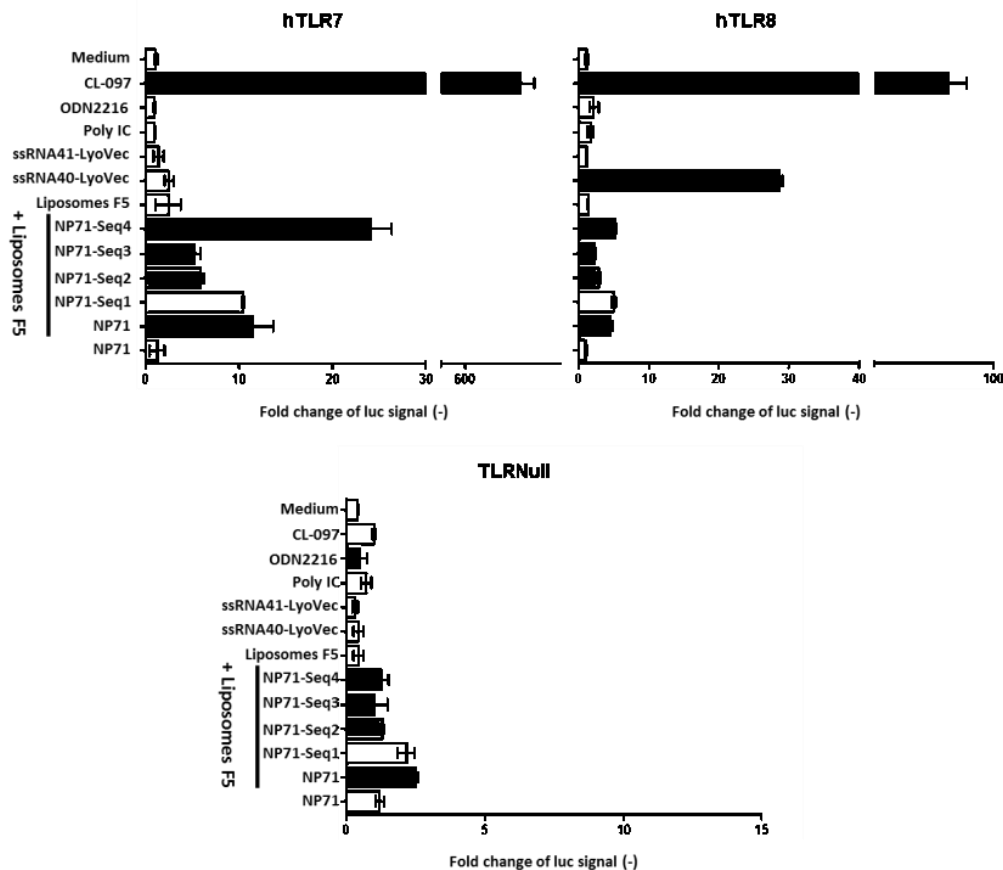 hTLR7
Medium
CL-097
ODN2216
Poly IC
ssRNA41-LyoVec
ssRNA40-LyoVec
Liposomes F5
NP71-Seq4
NP71-Seq3
NP71-Seq2
NP71-Seq1
NP71
NP71
+ Liposomes F5
0 10 20 30 600
Fold change of luc signal (-)
hTLR8
0 10 20 30 40 100
Fold change of luc signal (-)
TLRNull
Medium
CL-097
ODN2216
Poly IC
ssRNA41-LyoVec
ssRNA40-LyoVec
Liposomes F5
NP71-Seq4
NP71-Seq3
NP71-Seq2
NP71-Seq1
NP71
NP71
+ Liposomes F5
0 5 10 15
Fold change of luc signal (-)